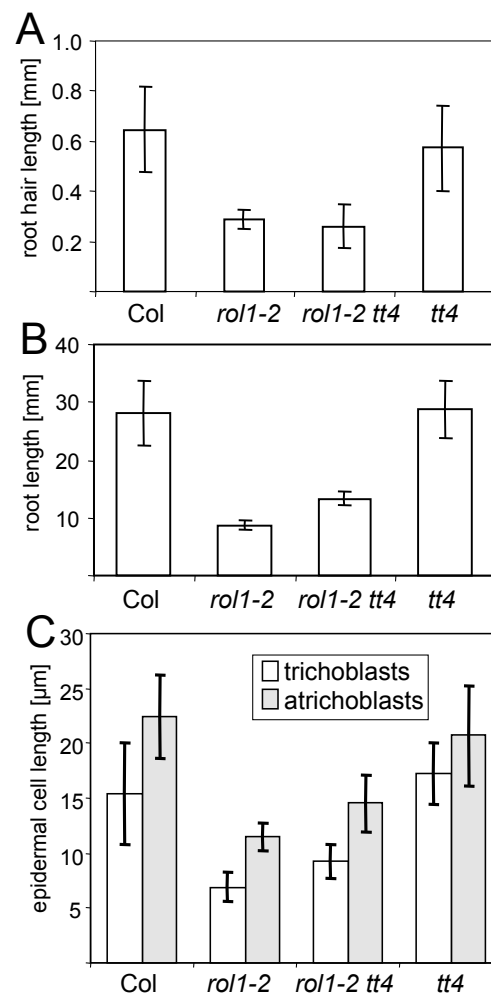 A
root hair length [mm]
1.0
0.8
0.6
0.4
0.2
Col rol1-2 rol1-2 tt4 tt4
B
root length [mm]
40
30
20
10
Col rol1-2 rol1-2 tt4 tt4
C
epidermal cell length [µm]
30
25
20
15
10
5
trichoblasts
atrichoblasts
Col rol1-2 rol1-2 tt4 tt4